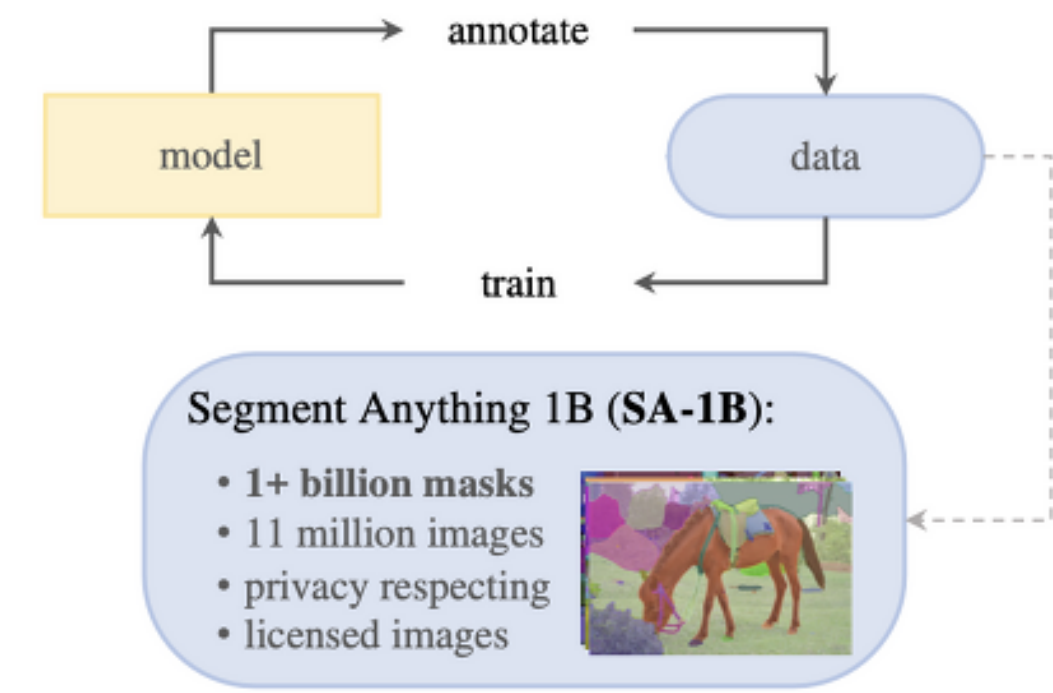 annotate
model
data
train
Segment Anything 1B (SA-1B):
• 1+ billion masks
• 11 million images
• privacy respecting
• licensed images